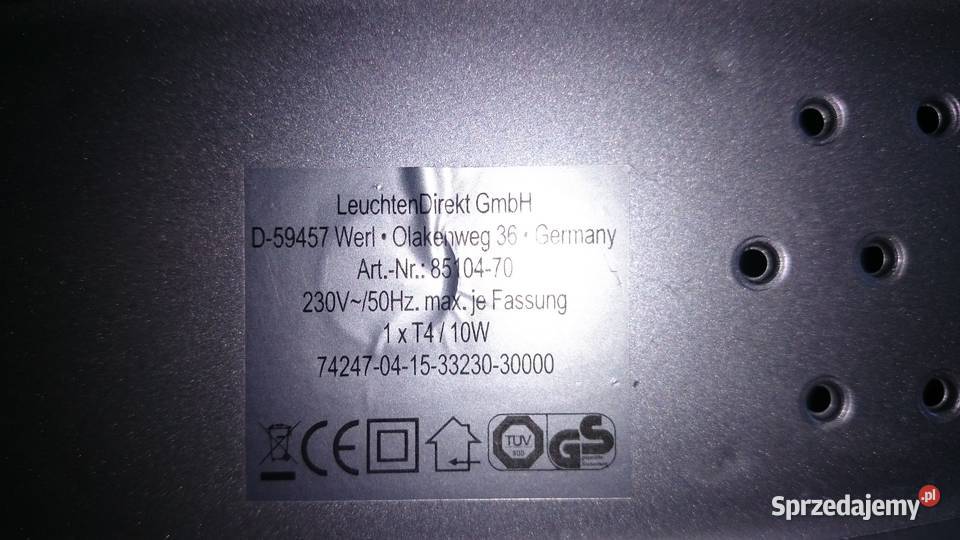 LeuchtenDirekt GmbH
D-59457 Werl • Olakenweg 36 • Germany
Art.-Nr.: 85104-70
230V~/50Hz. max. je Fassung
1 x T4 / 10W
74247-04-15-33230-30000
CE TÜV GS
SÜD
Sprzedajemy.pl